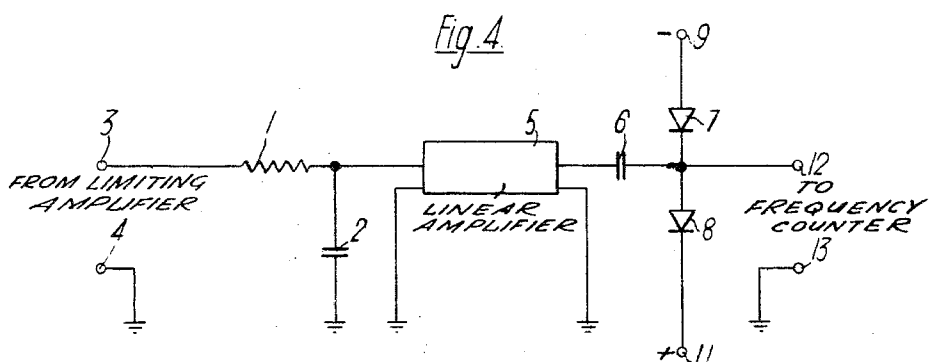 Fig. 4.
- 9
3
1
5
6
7
FROM LIMITING
AMPLIFIER
4
2
LINEAR
AMPLIFIER
8
12
TO
FREQUENCY
COUNTER
13
+ 11